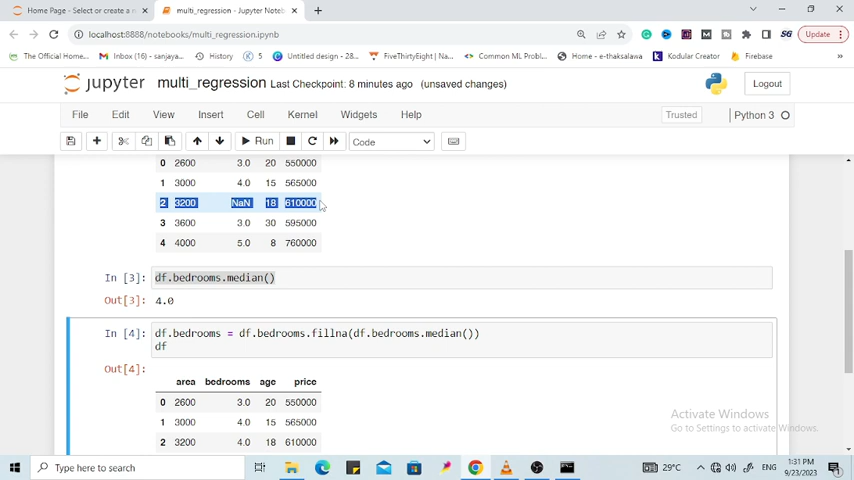 Home Page - Select or create a n
multi_regression - Jupyter Noteb
localhost:8888/notebooks/multi_regression.ipynb
Update
The Official Home...
Inbox (16) - sanjaya...
History
5
Untitled design - 28...
FiveThirtyEight | Na...
Common ML Probl...
Home - e-thaksalawa
Kodular Creator
Firebase
jupyter multi_regression Last Checkpoint: 8 minutes ago (unsaved changes)
Logout
File Edit View Insert Cell Kernel Widgets Help
Trusted
Python 3
Run
Code
0 2600 3.0 20 550000
1 3000 4.0 15 565000
2 3200 NaN 18 610000
3 3600 3.0 30 595000
4 4000 5.0 8 760000
In [3]: df.bedrooms.median()
Out[3]: 4.0
In [4]: df.bedrooms = df.bedrooms.fillna(df.bedrooms.median())
df
Out[4]:
area bedrooms age price
0 2600 3.0 20 550000
1 3000 4.0 15 565000
2 3200 4.0 18 610000
Activate Windows
Go to Settings to activate Windows.
Type here to search
29°C
ENG
1:31 PM
9/23/2023